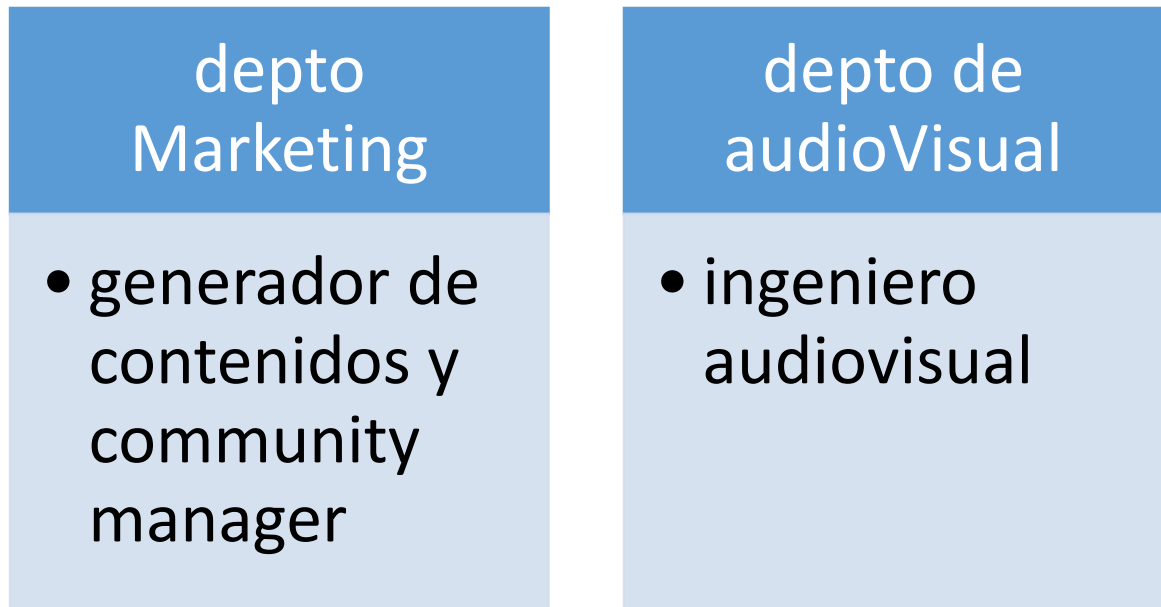 depto
Marketing
• generador de
contenidos y
community
manager
depto de
audioVisual
• ingeniero
audiovisual